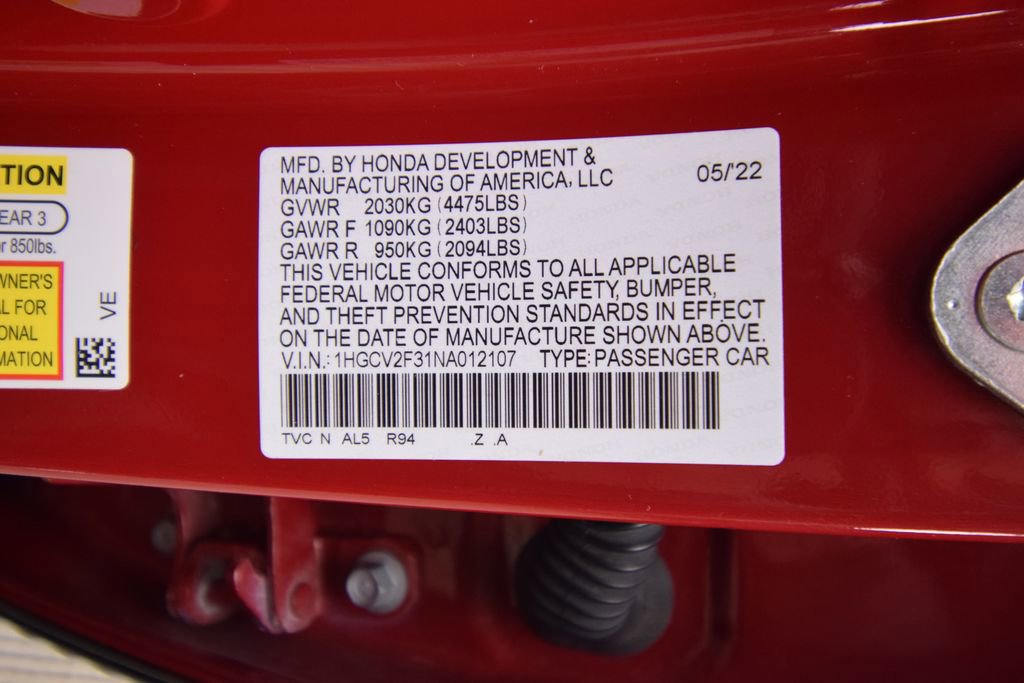 TION
EAR 3
r 850lbs.
WNER'S
L FOR
ONAL
MATION
VE
MFD. BY HONDA DEVELOPMENT &
MANUFACTURING OF AMERICA, LLC 05/'22
GVWR 2030KG (4475LBS)
GAWR F 1090KG (2403LBS)
GAWR R 950KG (2094LBS)
THIS VEHICLE CONFORMS TO ALL APPLICABLE
FEDERAL MOTOR VEHICLE SAFETY, BUMPER,
AND THEFT PREVENTION STANDARDS IN EFFECT
ON THE DATE OF MANUFACTURE SHOWN ABOVE.
V.I.N.: 1HGCV2F31NA012107 TYPE: PASSENGER CAR
TVC N AL5 R94 .Z .A